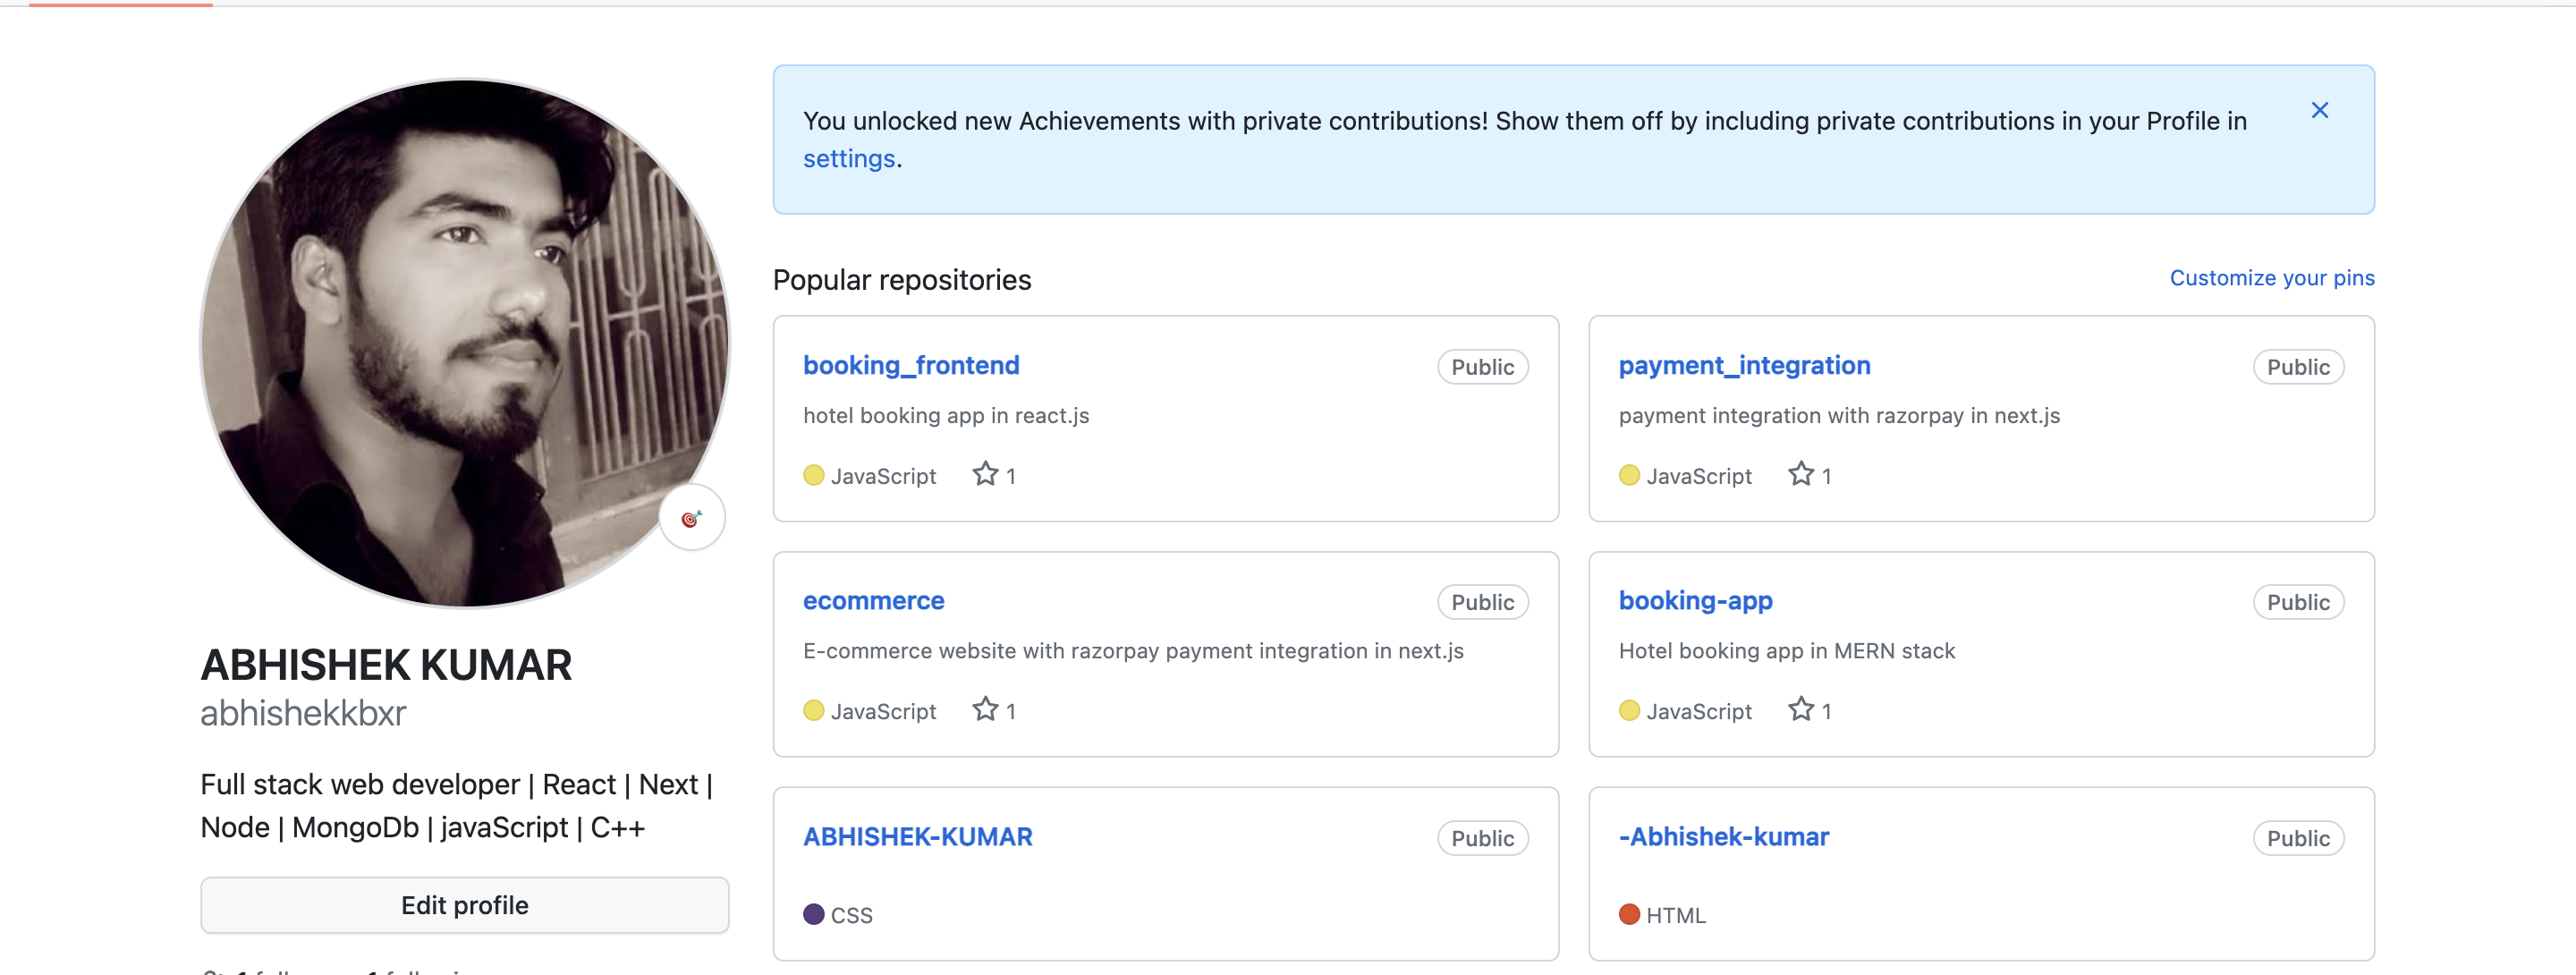 You unlocked new Achievements with private contributions! Show them off by including private contributions in your Profile in
settings.
Popular repositories
Customize your pins
booking_frontend
Public
hotel booking app in react.js
JavaScript 1
payment_integration
Public
payment integration with razorpay in next.js
JavaScript 1
ecommerce
Public
E-commerce website with razorpay payment integration in next.js
JavaScript 1
booking-app
Public
Hotel booking app in MERN stack
JavaScript 1
ABHISHEK-KUMAR
Public
CSS
-Abhishek-kumar
Public
HTML
ABHISHEK KUMAR
abhishekkbxr
Full stack web developer | React | Next |
Node | MongoDb | javaScript | C++
Edit profile